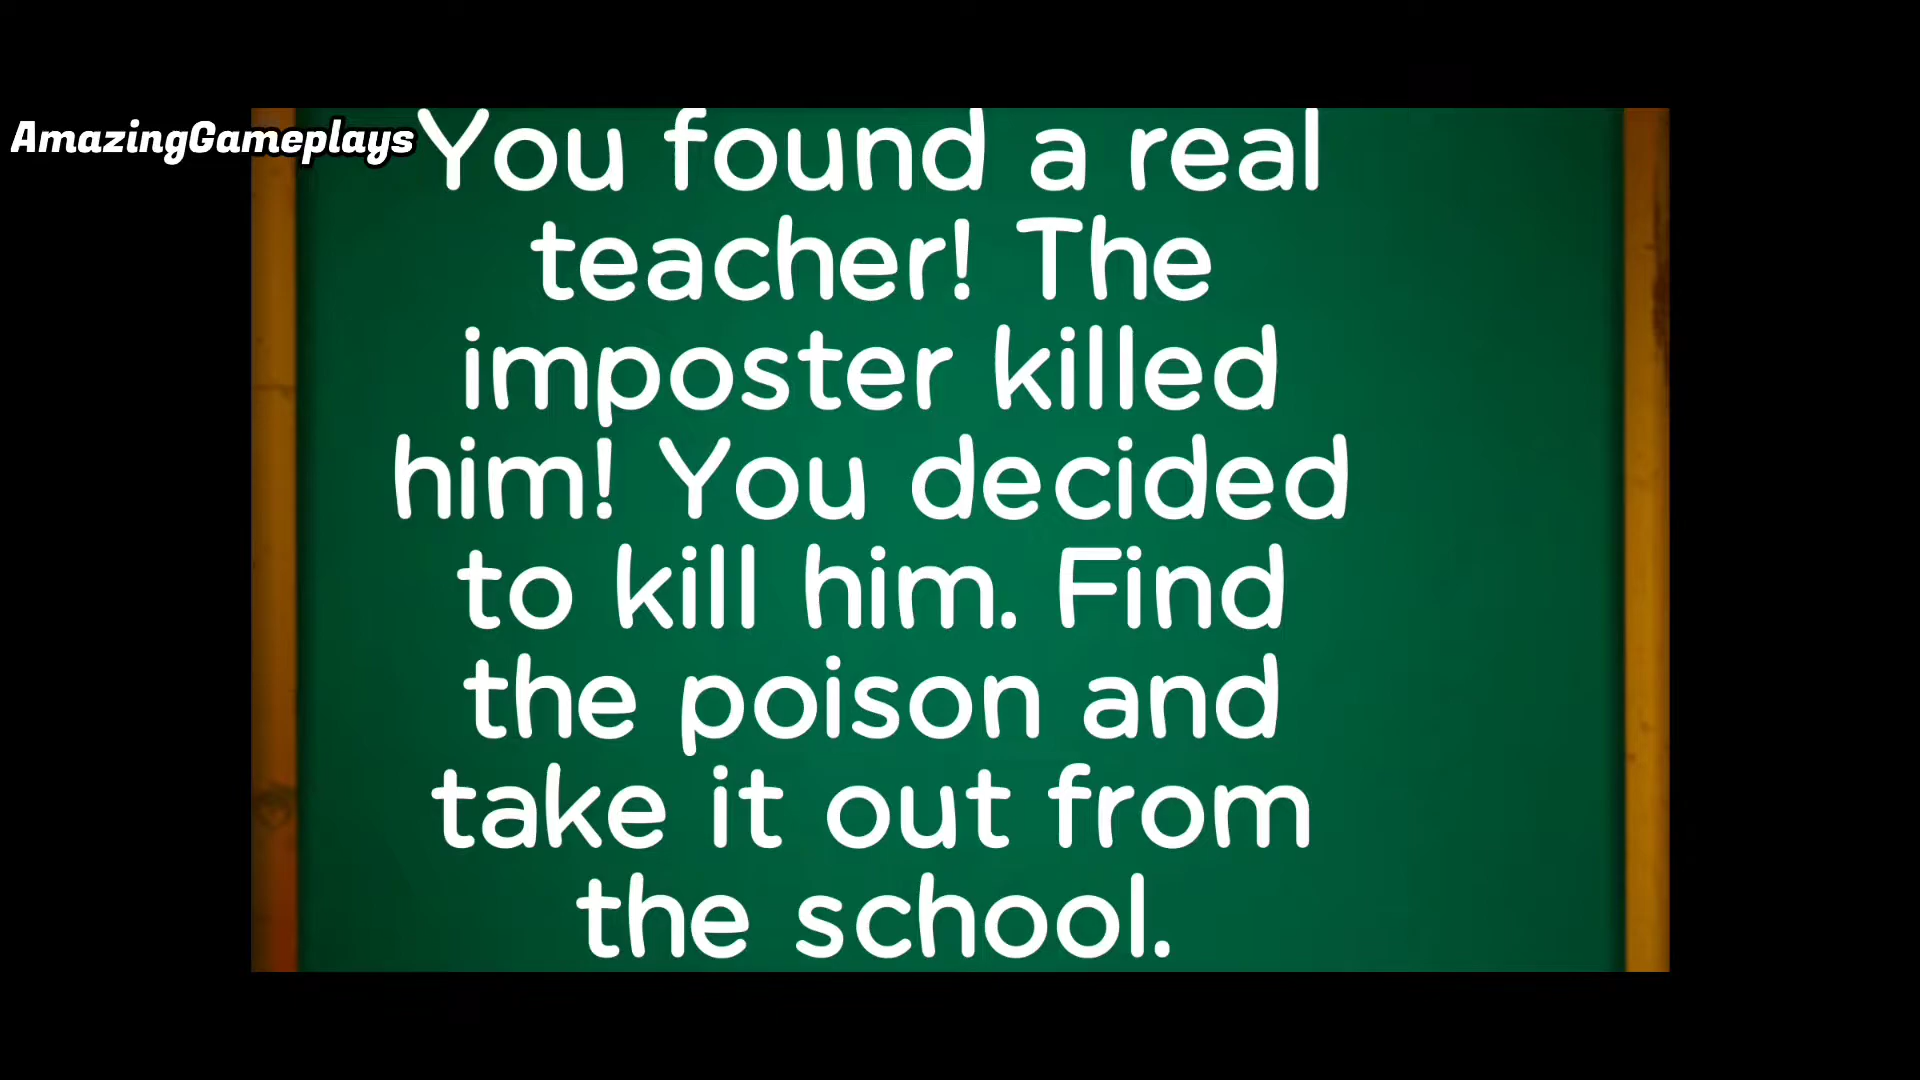 AmazingGameplays
You found a real
teacher! The
imposter killed
him! You decided
to kill him. Find
the poison and
take it out from
the school.